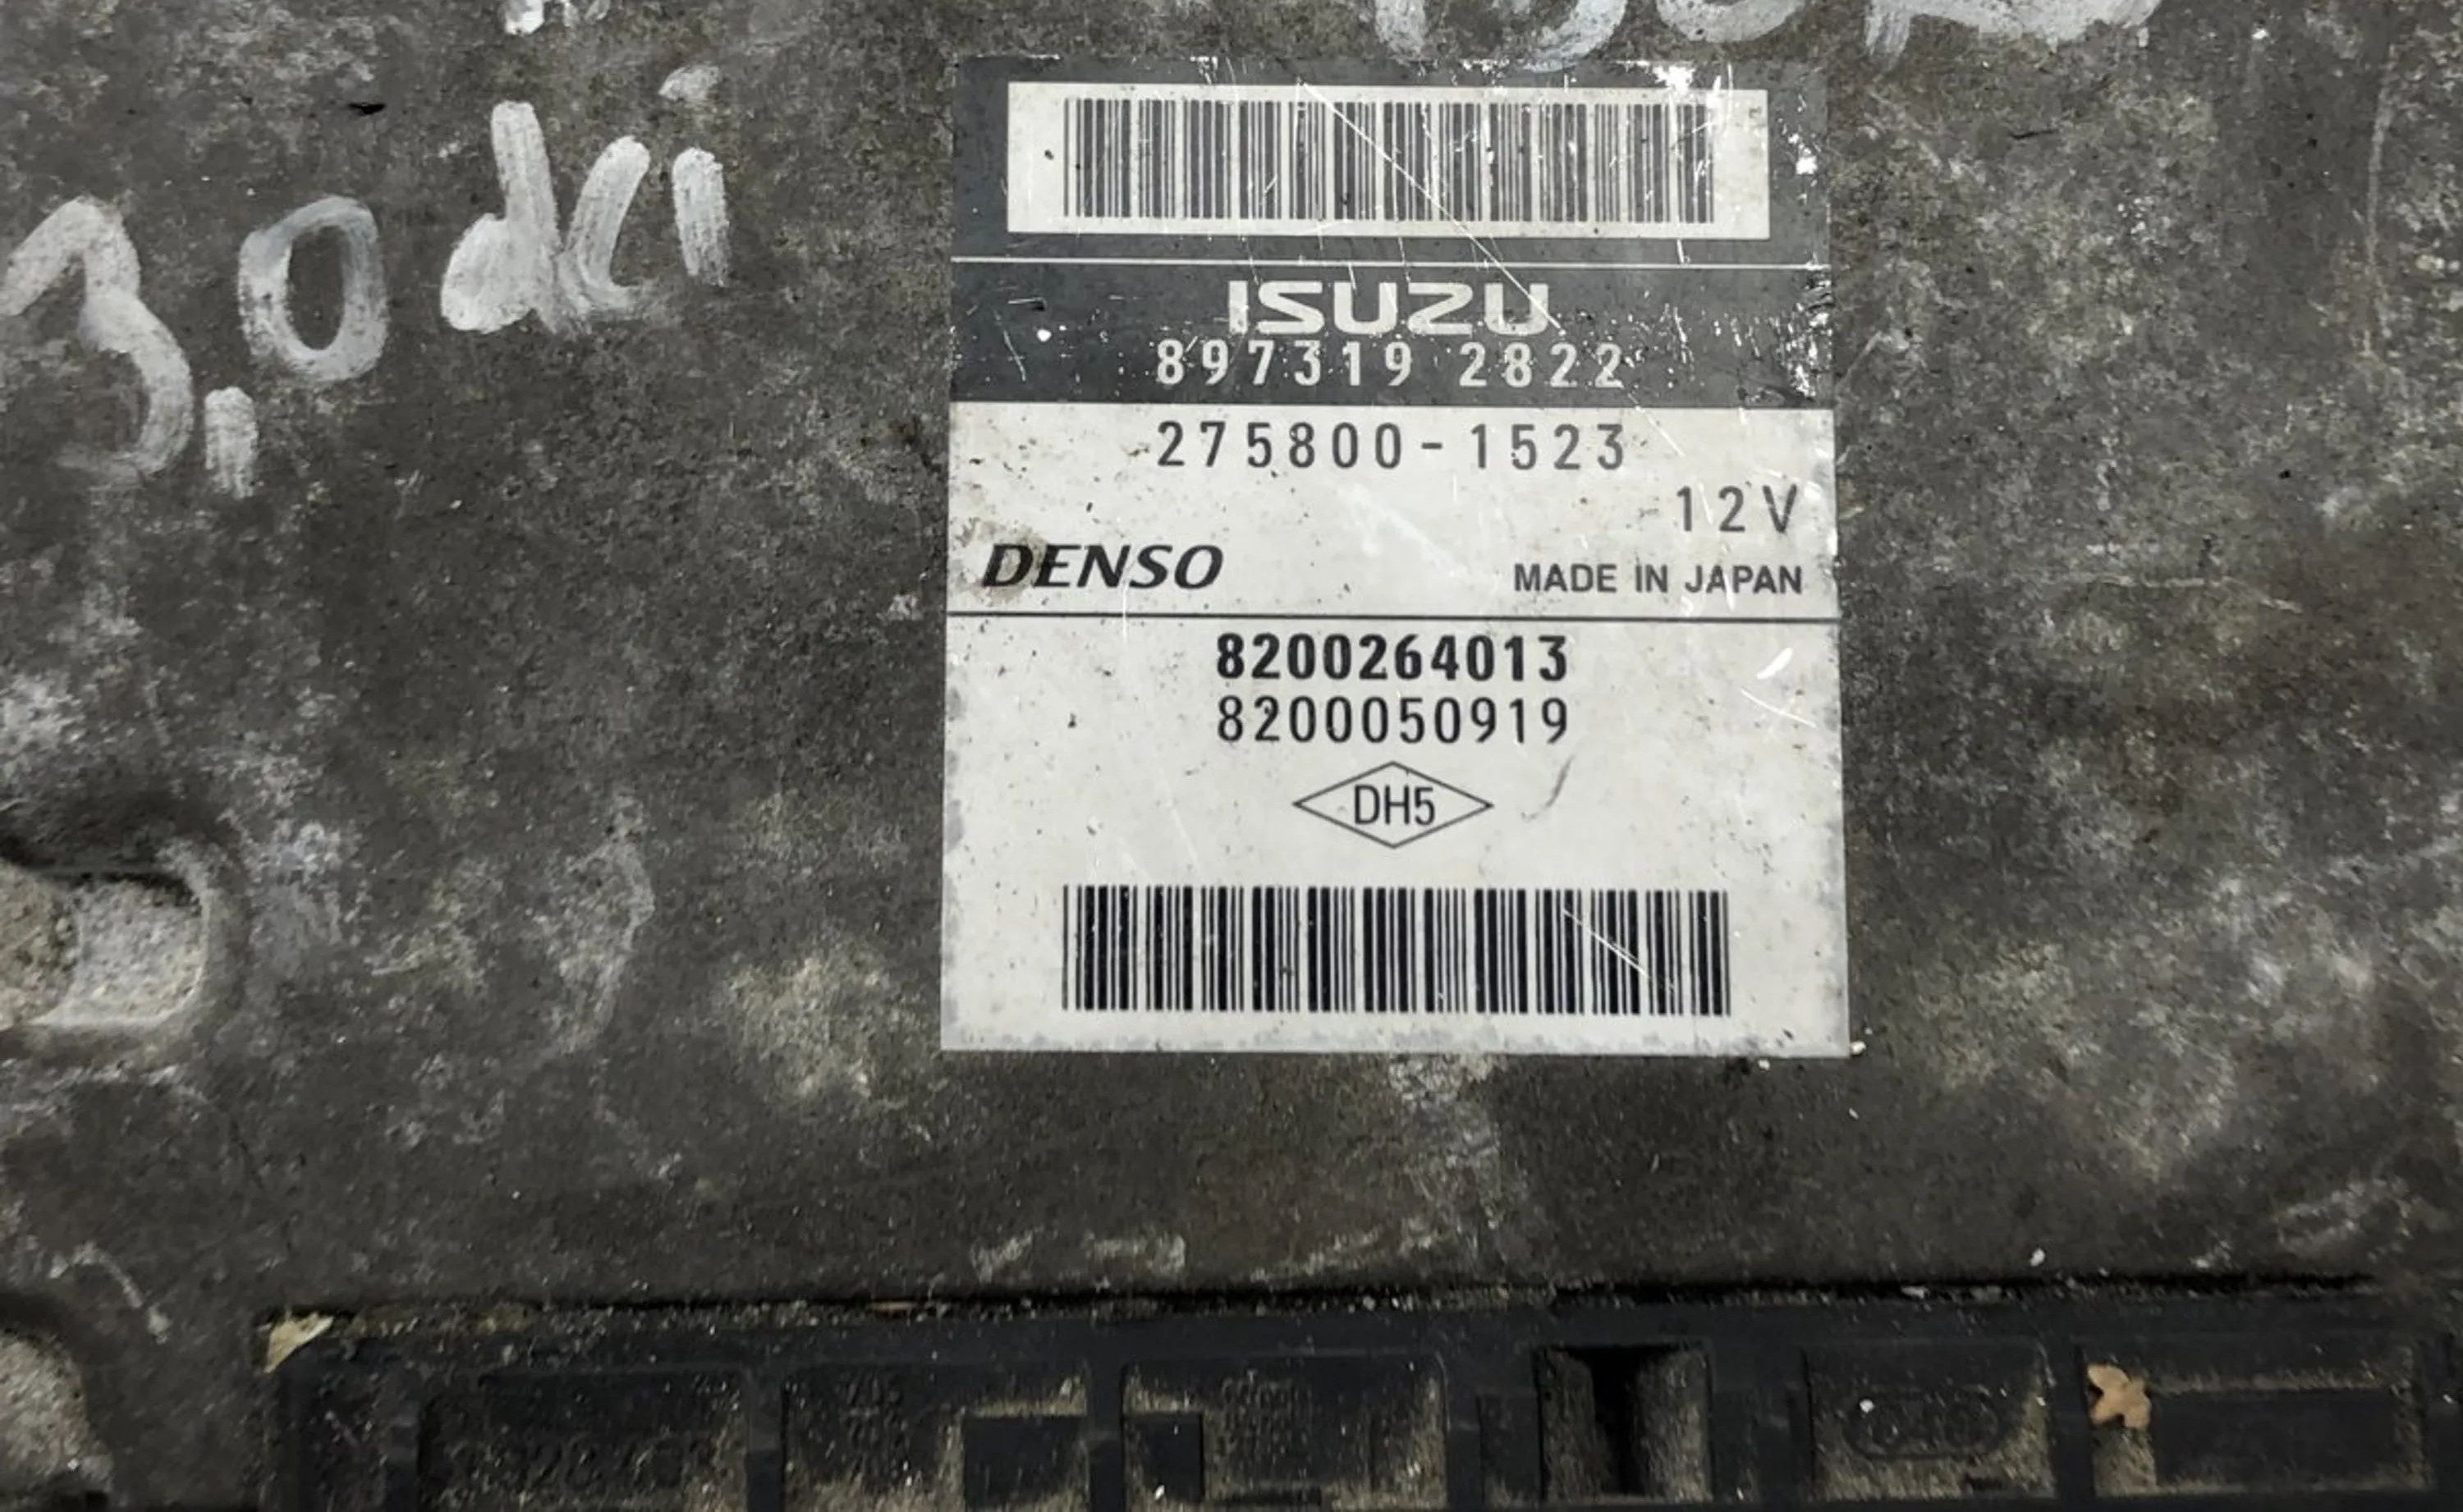 3,0 dci
ISUZU
897319 2822
275800-1523
12V
DENSO MADE IN JAPAN
8200264013
8200050919
DH5